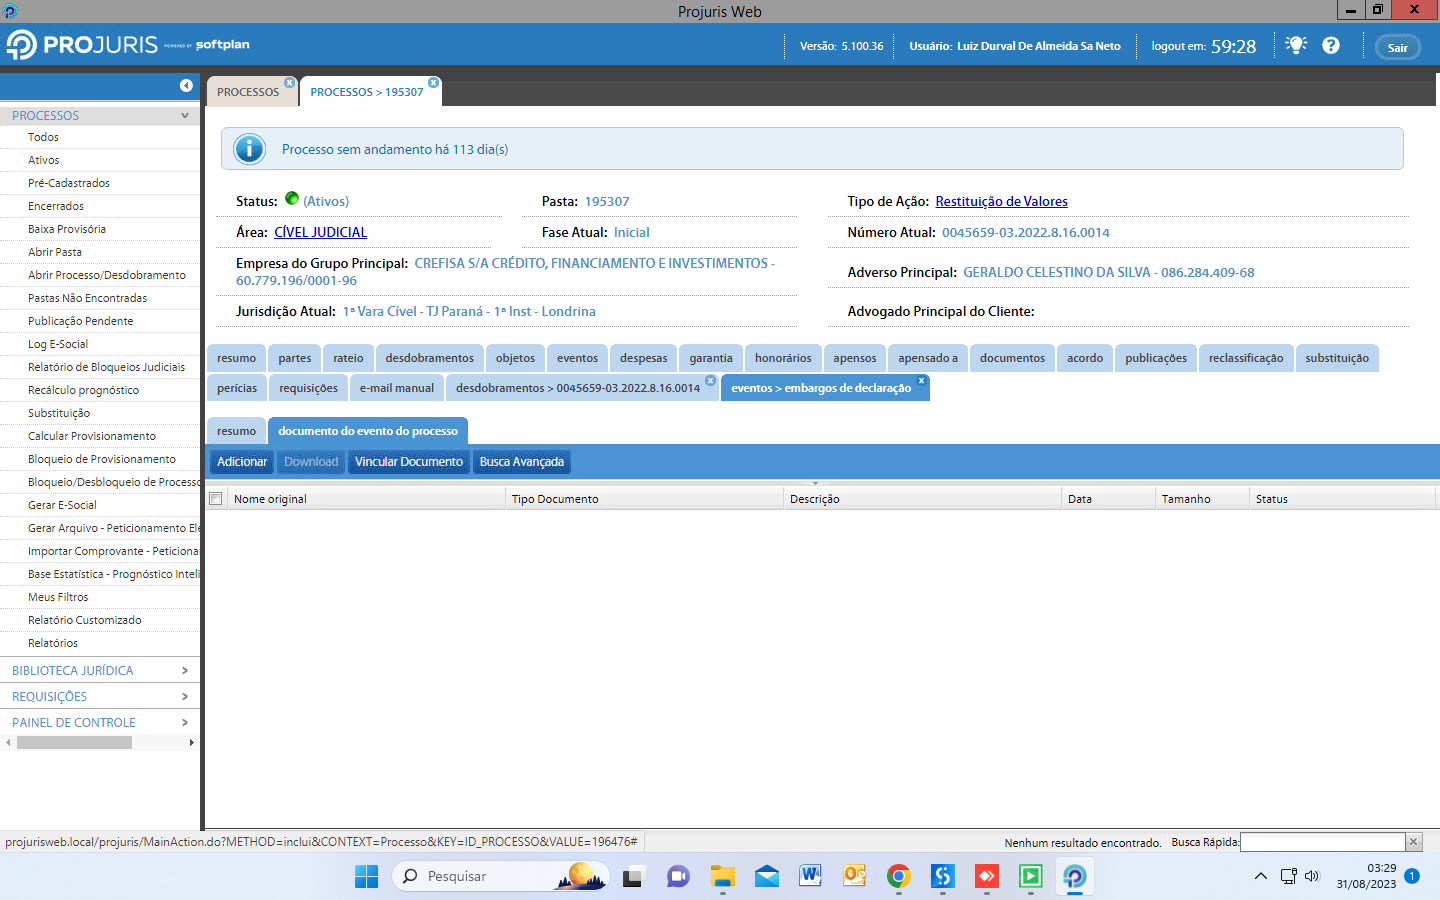 Projuris Web
PROJURIS POWERED BY softplan
Versão: 5.100.36
Usuário: Luiz Durval De Almeida Sa Neto
logout em: 59:28
Sair
PROCESSOS
PROCESSOS > 195307
PROCESSOS
Todos
Ativos
Pré-Cadastrados
Encerrados
Baixa Provisória
Abrir Pasta
Abrir Processo/Desdobramento
Pastas Não Encontradas
Publicação Pendente
Log E-Social
Relatório de Bloqueios Judiciais
Recálculo prognóstico
Substituição
Calcular Provisionamento
Bloqueio de Provisionamento
Bloqueio/Desbloqueio de Processo
Gerar E-Social
Gerar Arquivo - Peticionamento Ele
Importar Comprovante - Peticiona
Base Estatística - Prognóstico Inteli
Meus Filtros
Relatório Customizado
Relatórios
BIBLIOTECA JURÍDICA
REQUISIÇÕES
PAINEL DE CONTROLE
Processo sem andamento há 113 dia(s)
Status: (Ativos)
Pasta: 195307
Tipo de Ação: Restituição de Valores
Área: CÍVEL JUDICIAL
Fase Atual: Inicial
Número Atual: 0045659-03.2022.8.16.0014
Empresa do Grupo Principal: CREFISA S/A CRÉDITO, FINANCIAMENTO E INVESTIMENTOS -
60.779.196/0001-96
Adverso Principal: GERALDO CELESTINO DA SILVA - 086.284.409-68
Jurisdição Atual: 1ª Vara Cível - TJ Paraná - 1ª Inst - Londrina
Advogado Principal do Cliente:
resumo partes rateio desdobramentos objetos eventos despesas garantia honorários apensos apensado a documentos acordo publicações reclassificação substituição
perícias requisições e-mail manual desdobramentos > 0045659-03.2022.8.16.0014 eventos > embargos de declaração
resumo documento do evento do processo
Adicionar Download Vincular Documento Busca Avançada
Nome original Tipo Documento Descrição Data Tamanho Status
projurisweb.local/projuris/MainAction.do?METHOD=inclui&CONTEXT=Processo&KEY=ID_PROCESSO&VALUE=196476#
Nenhum resultado encontrado. Busca Rápida:
Pesquisar
03:29
31/08/2023
1